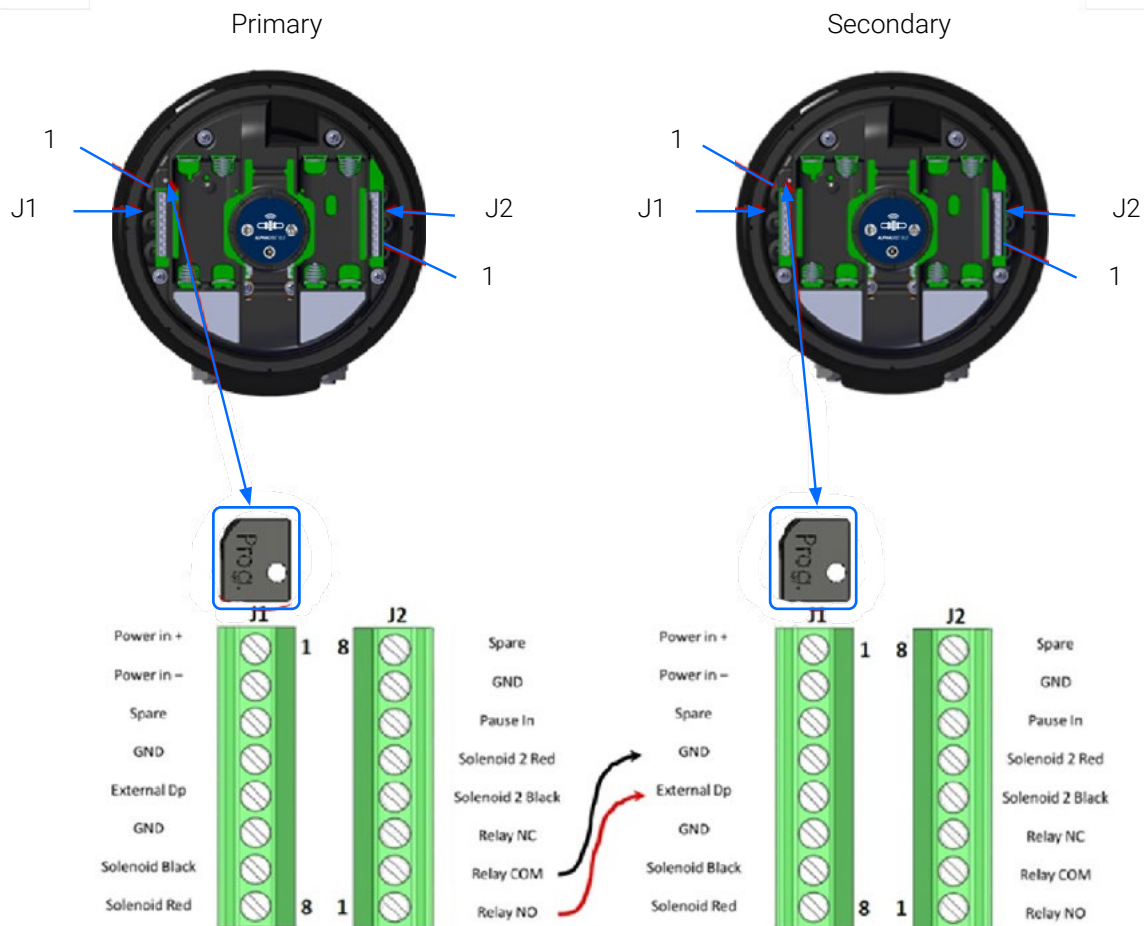 Primary
1
J1
J2
1
Prog.
J1
J2
Power in +
Power in –
Spare
GND
External Dp
GND
Solenoid Black
Solenoid Red
1
8
8
1
Spare
GND
Pause In
Solenoid 2 Red
Solenoid 2 Black
Relay NC
Relay COM
Relay NO
Secondary
1
J1
J2
1
Prog.
J1
J2
Power in +
Power in –
Spare
GND
External Dp
GND
Solenoid Black
Solenoid Red
1
8
8
1
Spare
GND
Pause In
Solenoid 2 Red
Solenoid 2 Black
Relay NC
Relay COM
Relay NO